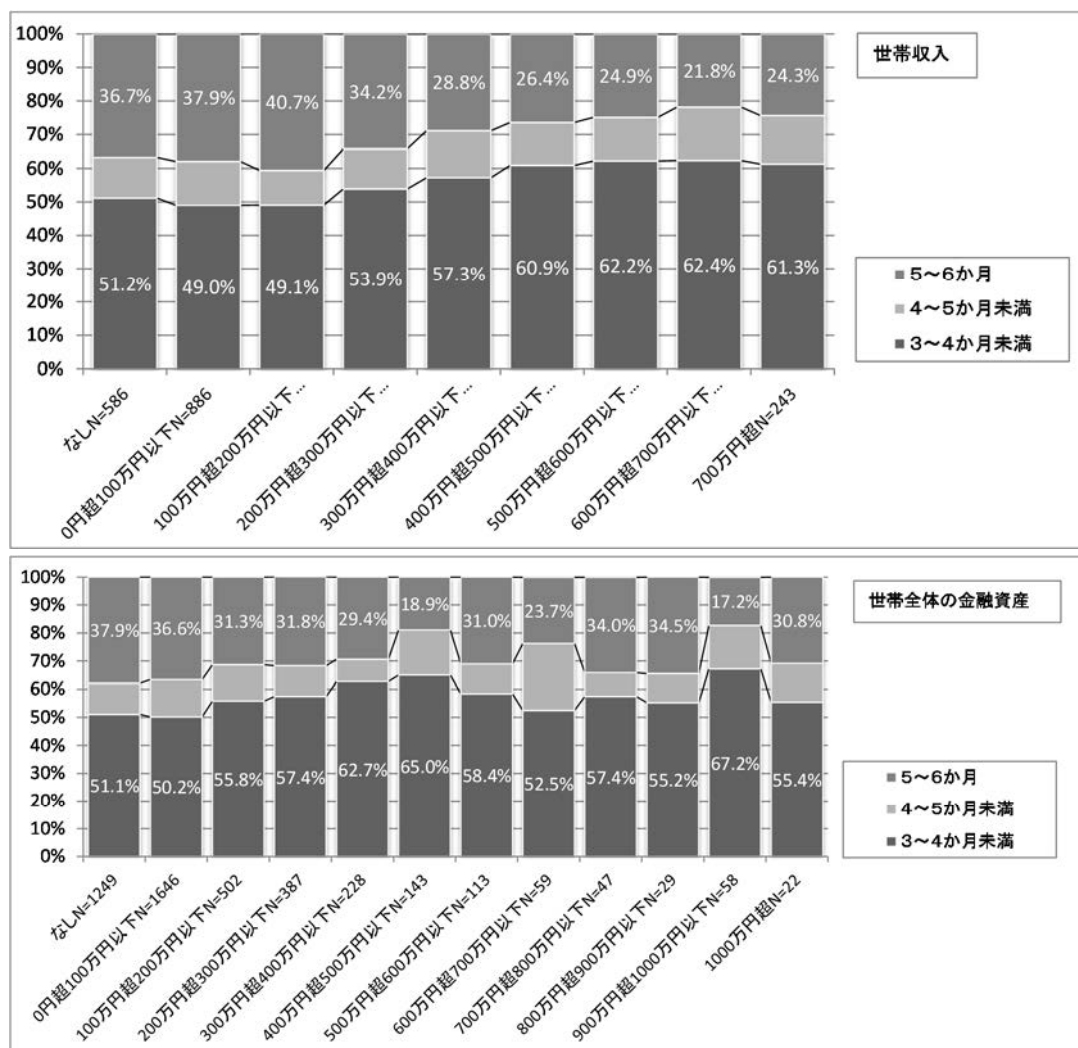 世帯収入
100%
90%
80%
70%
60%
50%
40%
30%
20%
10%
0%
36.7% 37.9% 40.7% 34.2% 28.8% 26.4% 24.9% 21.8% 24.3%
51.2% 49.0% 49.1% 53.9% 57.3% 60.9% 62.2% 62.4% 61.3%
5～6か月
4～5か月未満
3～4か月未満
なしN=586
0円超100万円以下N=886
100万円超200万円以下…
200万円超300万円以下…
300万円超400万円以下…
400万円超500万円以下…
500万円超600万円以下…
600万円超700万円以下…
700万円超N=243
世帯全体の金融資産
100%
90%
80%
70%
60%
50%
40%
30%
20%
10%
0%
37.9% 36.6% 31.3% 31.8% 29.4% 18.9% 31.0% 23.7% 34.0% 34.5% 17.2% 30.8%
51.1% 50.2% 55.8% 57.4% 62.7% 65.0% 58.4% 52.5% 57.4% 55.2% 67.2% 55.4%
5～6か月
4～5か月未満
3～4か月未満
なしN=1249
0円超100万円以下N=1646
100万円超200万円以下N=502
200万円超300万円以下N=387
300万円超400万円以下N=228
400万円超500万円以下N=143
500万円超600万円以下N=113
600万円超700万円以下N=59
700万円超800万円以下N=47
800万円超900万円以下N=29
900万円超1000万円以下N=58
1000万円超N=22